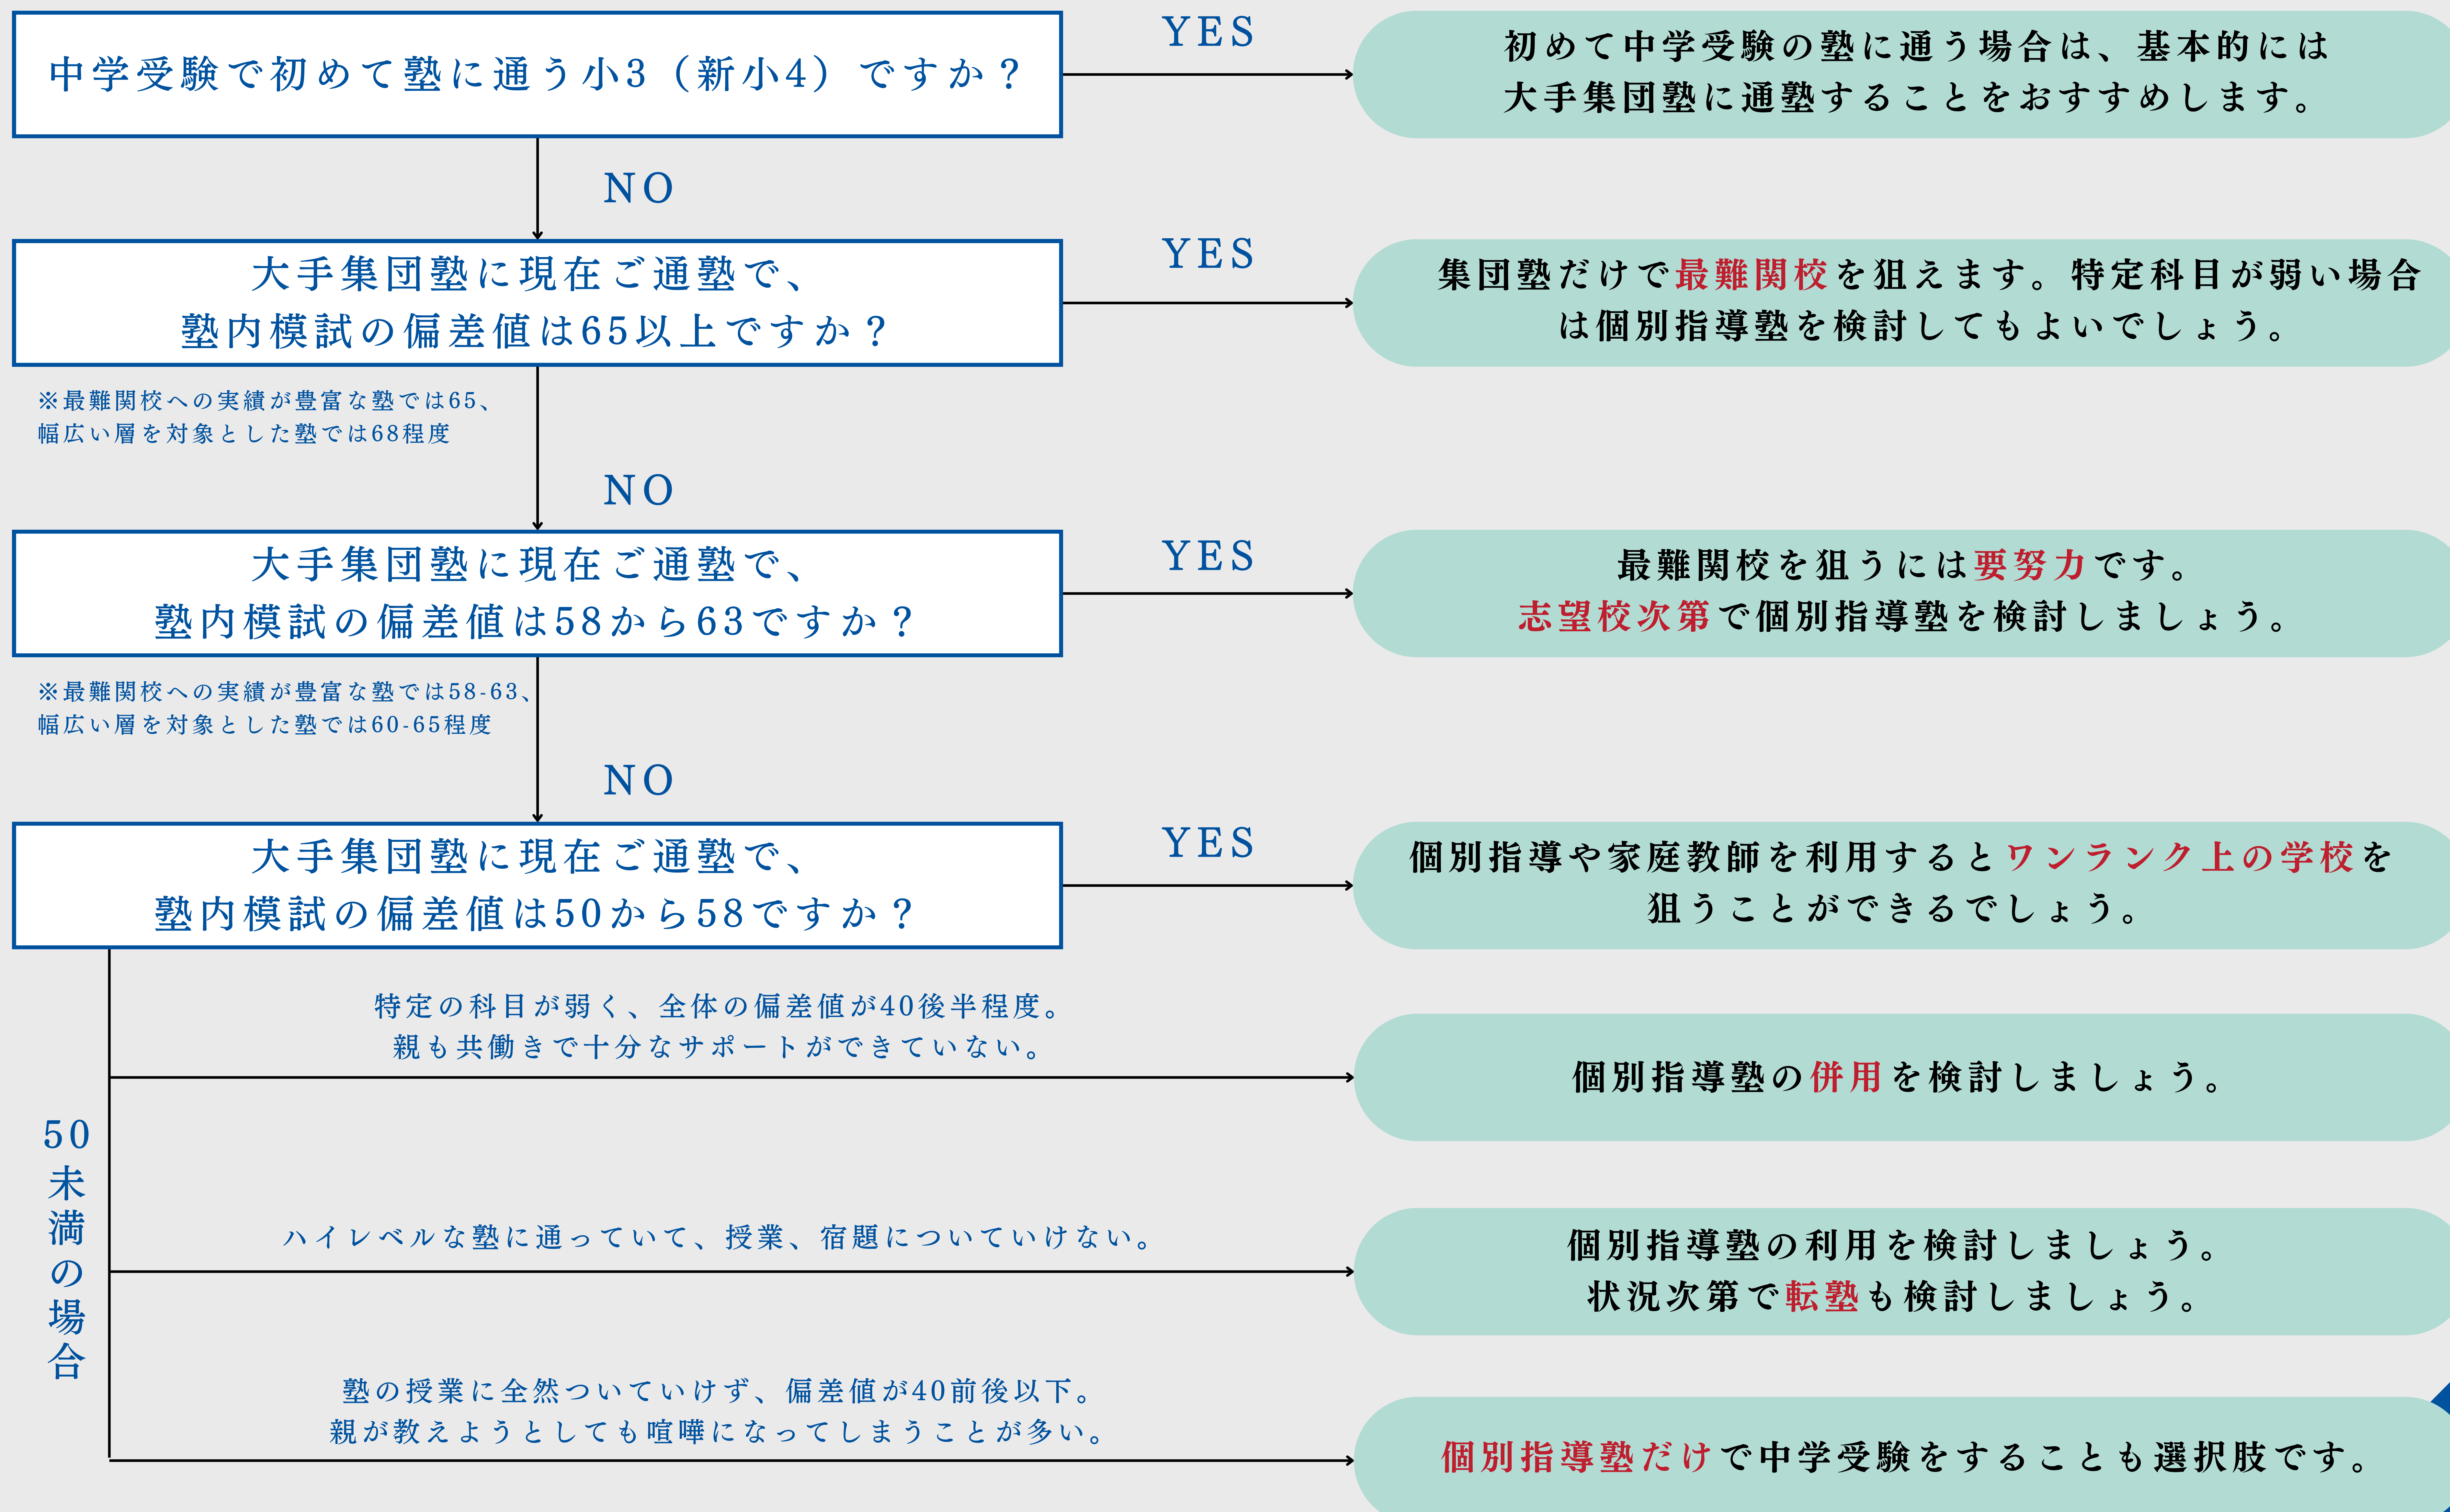 中学受験で初めて塾に通う小3（新小4）ですか？
YES
初めて中学受験の塾に通う場合は、基本的には
大手集団塾に通塾することをおすすめします。
NO
大手集団塾に現在ご通塾で、
塾内模試の偏差値は65以上ですか？
YES
集団塾だけで最難関校を狙えます。特定科目が弱い場合
は個別指導塾を検討してもよいでしょう。
※最難関校への実績が豊富な塾では65、
幅広い層を対象とした塾では68程度
NO
大手集団塾に現在ご通塾で、
塾内模試の偏差値は58から63ですか？
YES
最難関校を狙うには要努力です。
志望校次第で個別指導塾を検討しましょう。
※最難関校への実績が豊富な塾では58-63、
幅広い層を対象とした塾では60-65程度
NO
大手集団塾に現在ご通塾で、
塾内模試の偏差値は50から58ですか？
YES
個別指導や家庭教師を利用するとワンランク上の学校を
狙うことができるでしょう。
50未満の場合
特定の科目が弱く、全体の偏差値が40後半程度。
親も共働きで十分なサポートができていない。
個別指導塾の併用を検討しましょう。
ハイレベルな塾に通っていて、授業、宿題についていけない。
個別指導塾の利用を検討しましょう。
状況次第で転塾も検討しましょう。
塾の授業に全然ついていけず、偏差値が40前後以下。
親が教えようとしても喧嘩になってしまうことが多い。
個別指導塾だけで中学受験をすることも選択肢です。